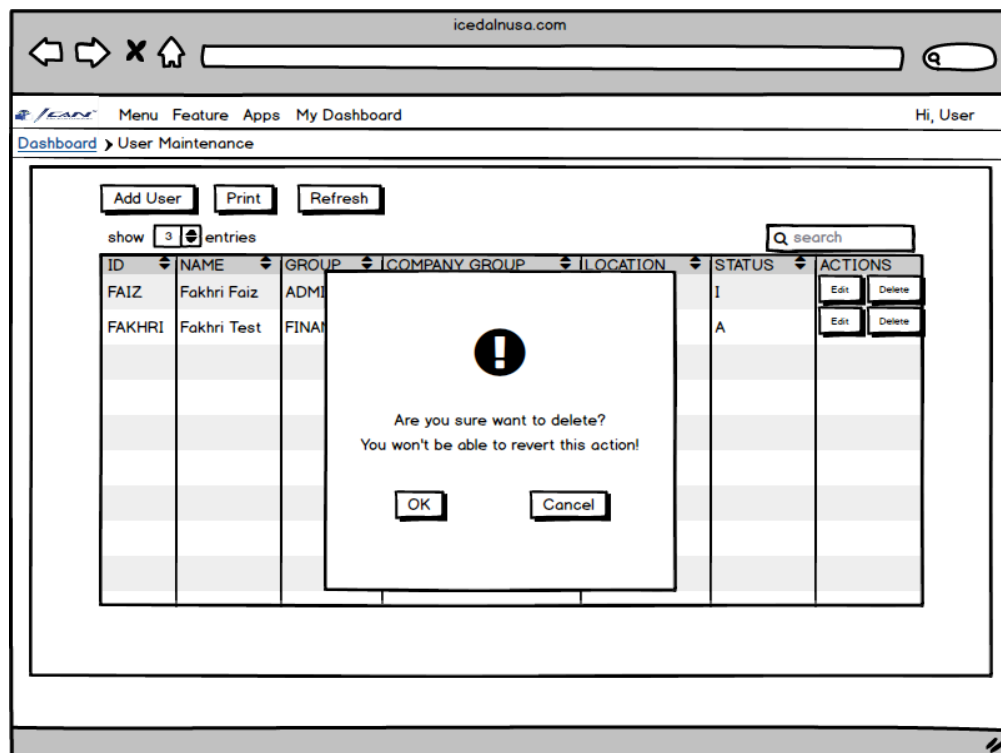 icedalnusa.com
Menu Feature Apps My Dashboard Hi, User
Dashboard User Maintenance
Add User Print Refresh
show 3 entries search
ID NAME GROUP COMPANY GROUP LOCATION STATUS ACTIONS
FAIZ Fakhri Faiz ADMI I Edit Delete
FAKHRI Fakhri Test FINAN A Edit Delete
Are you sure want to delete?
You won't be able to revert this action!
OK Cancel